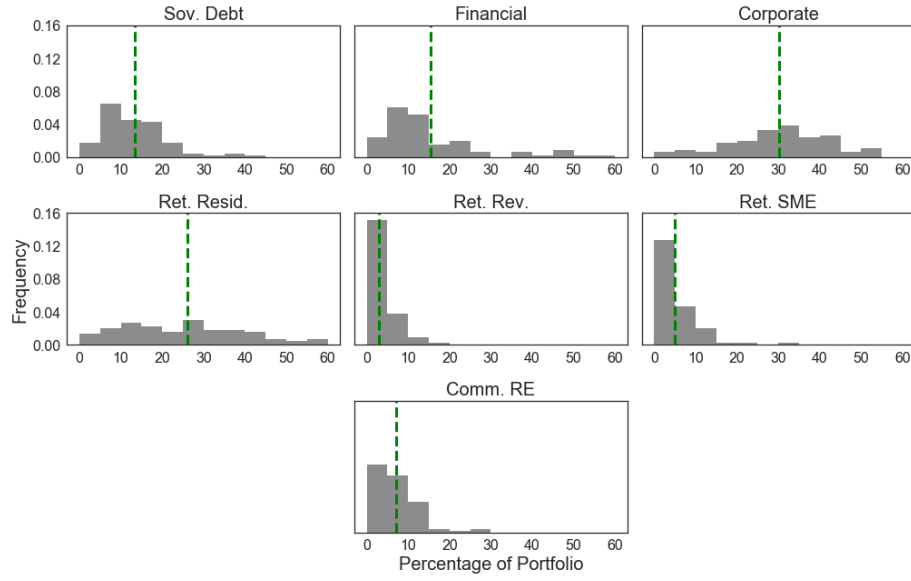 Sov. Debt
Financial
Corporate
0.16
0.12
0.08
0.04
0.00
0 10 20 30 40 50 60
0 10 20 30 40 50 60
0 10 20 30 40 50 60
Ret. Resid.
Ret. Rev.
Ret. SME
Frequency
0.16
0.12
0.08
0.04
0.00
0 10 20 30 40 50 60
0 10 20 30 40 50 60
0 10 20 30 40 50 60
Comm. RE
0 10 20 30 40 50 60
Percentage of Portfolio